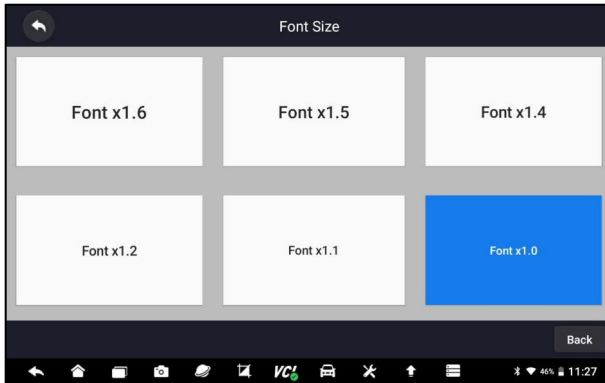 Font Size
Font x1.6 Font x1.5 Font x1.4
Font x1.2 Font x1.1 Font x1.0
Back
VCI 46% 11:27